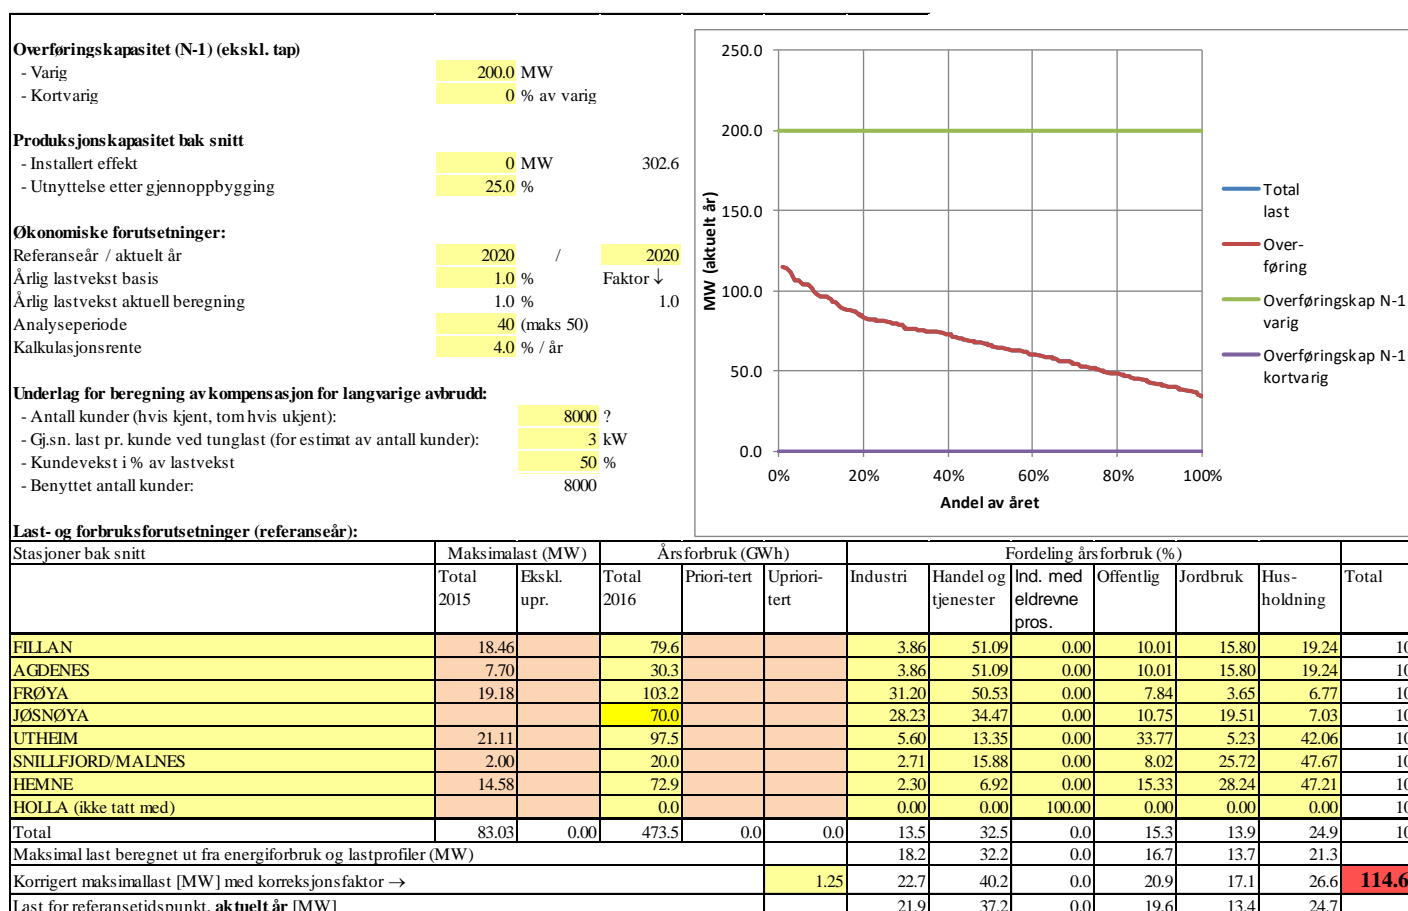 Overføringskapasitet (N-1) (ekskl. tap)
- Varig 200.0 MW
- Kortvarig 0 % av varig
Produksjonskapasitet bak snitt
- Installert effekt 0 MW 302.6
- Utnyttelse etter gjennoppbygging 25.0 %
Økonomiske forutsetninger:
Referanseår / aktuelt år 2020 / 2020
Årlig lastvekst basis 1.0 % Faktor ↓
Årlig lastvekst aktuell beregning 1.0 % 1.0
Analyseperiode 40 (maks 50)
Kalkulasjonsrente 4.0 % / år
Underlag for beregning av kompensasjon for langvarige avbrudd:
- Antall kunder (hvis kjent, tom hvis ukjent): 8000 ?
- Gj.sn. last pr. kunde ved tunglast (for estimat av antall kunder): 3 kW
- Kundevekst i % av lastvekst 50 %
- Benyttet antall kunder: 8000
250.0
200.0
150.0
100.0
50.0
0.0
MW (aktuelt år)
0% 20% 40% 60% 80% 100%
Andel av året
Total
last
Over-
føring
Overføringskap N-1
varig
Overføringskap N-1
kortvarig
Last- og forbruksforutsetninger (referanseår):
Stasjoner bak snitt Maksimalast (MW) Årsforbruk (GWh) Fordeling årsforbruk (%)
Total Ekskl. Total Priori-tert Upriori- Industri Handel og Ind. med Offentlig Jordbruk Hus- Total
2015 upr. 2016 tert tjenester eldrevne holdning
pros.
FILLAN 18.46 79.6 3.86 51.09 0.00 10.01 15.80 19.24 10
AGDENES 7.70 30.3 3.86 51.09 0.00 10.01 15.80 19.24 10
FRØYA 19.18 103.2 31.20 50.53 0.00 7.84 3.65 6.77 10
JØSNØYA 70.0 28.23 34.47 0.00 10.75 19.51 7.03 10
UTHEIM 21.11 97.5 5.60 13.35 0.00 33.77 5.23 42.06 10
SNILLFJORD/MALNES 2.00 20.0 2.71 15.88 0.00 8.02 25.72 47.67 10
HEMNE 14.58 72.9 2.30 6.92 0.00 15.33 28.24 47.21 10
HOLLA (ikke tatt med) 0.0 0.00 0.00 100.00 0.00 0.00 0.00 10
Total 83.03 0.00 473.5 0.0 0.0 13.5 32.5 0.0 15.3 13.9 24.9 10
Maksimal last beregnet ut fra energiforbruk og lastprofiler (MW) 18.2 32.2 0.0 16.7 13.7 21.3
Korrigert maksimallast [MW] med korreksjonsfaktor → 1.25 22.7 40.2 0.0 20.9 17.1 26.6 114.6
Last for referansetidspunkt, aktuelt år [MW] 21.9 37.2 0.0 19.6 13.4 24.7